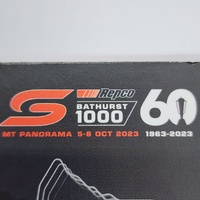 Repco
BATHURST
1000 60
MT PANORAMA 5-8 OCT 2023 1963-2023